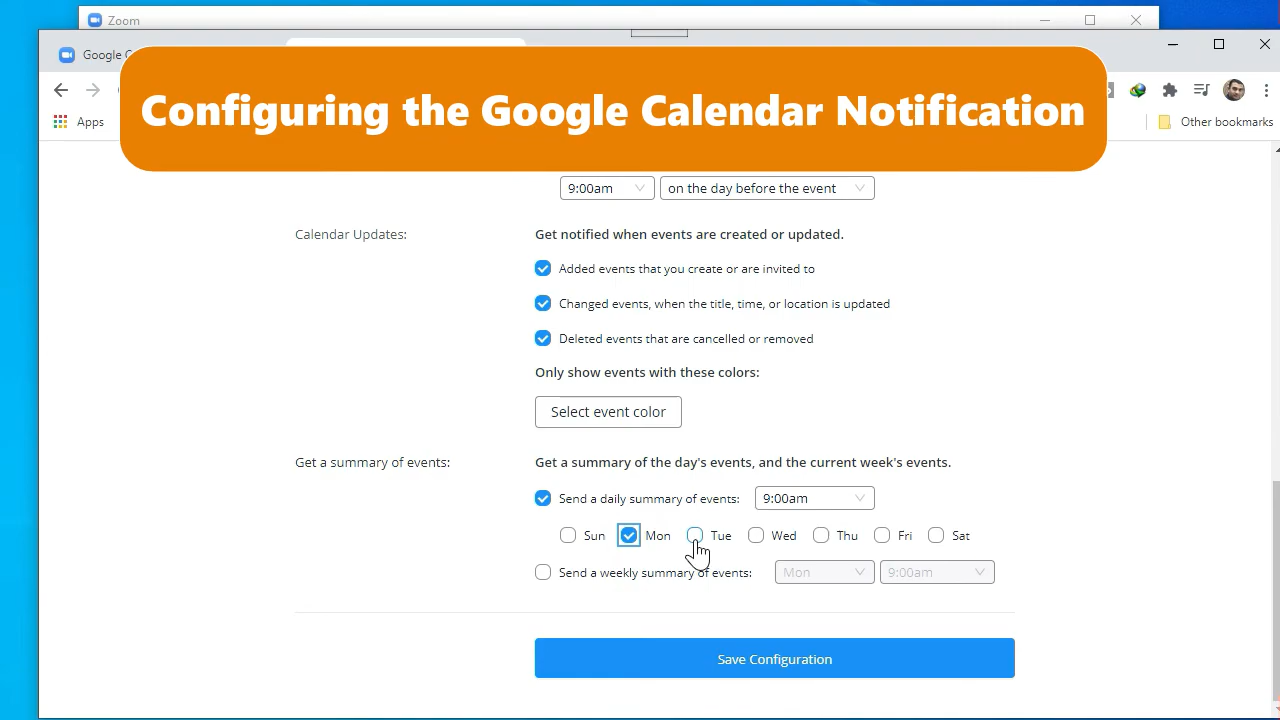 Zoom
Google C
Configuring the Google Calendar Notification
Apps
Other bookmarks
9:00am on the day before the event
Calendar Updates: Get notified when events are created or updated.
Added events that you create or are invited to
Changed events, when the title, time, or location is updated
Deleted events that are cancelled or removed
Only show events with these colors:
Select event color
Get a summary of events: Get a summary of the day's events, and the current week's events.
Send a daily summary of events: 9:00am
Sun Mon Tue Wed Thu Fri Sat
Send a weekly summary of events: Mon 9:00am
Save Configuration